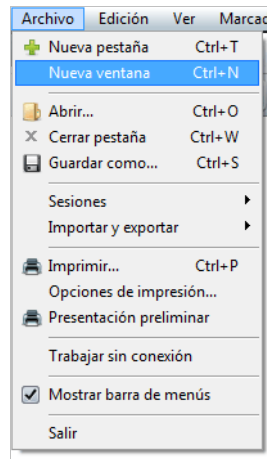 Archivo Edición Ver
Nueva pestaña Ctrl+T
Nueva ventana Ctrl+N
Abrir... Ctrl+O
Cerrar pestaña Ctrl+W
Guardar como... Ctrl+S
Sesiones
Importar y exportar
Imprimir... Ctrl+P
Opciones de impresión...
Presentación preliminar
Trabajar sin conexión
Mostrar barra de menús
Salir